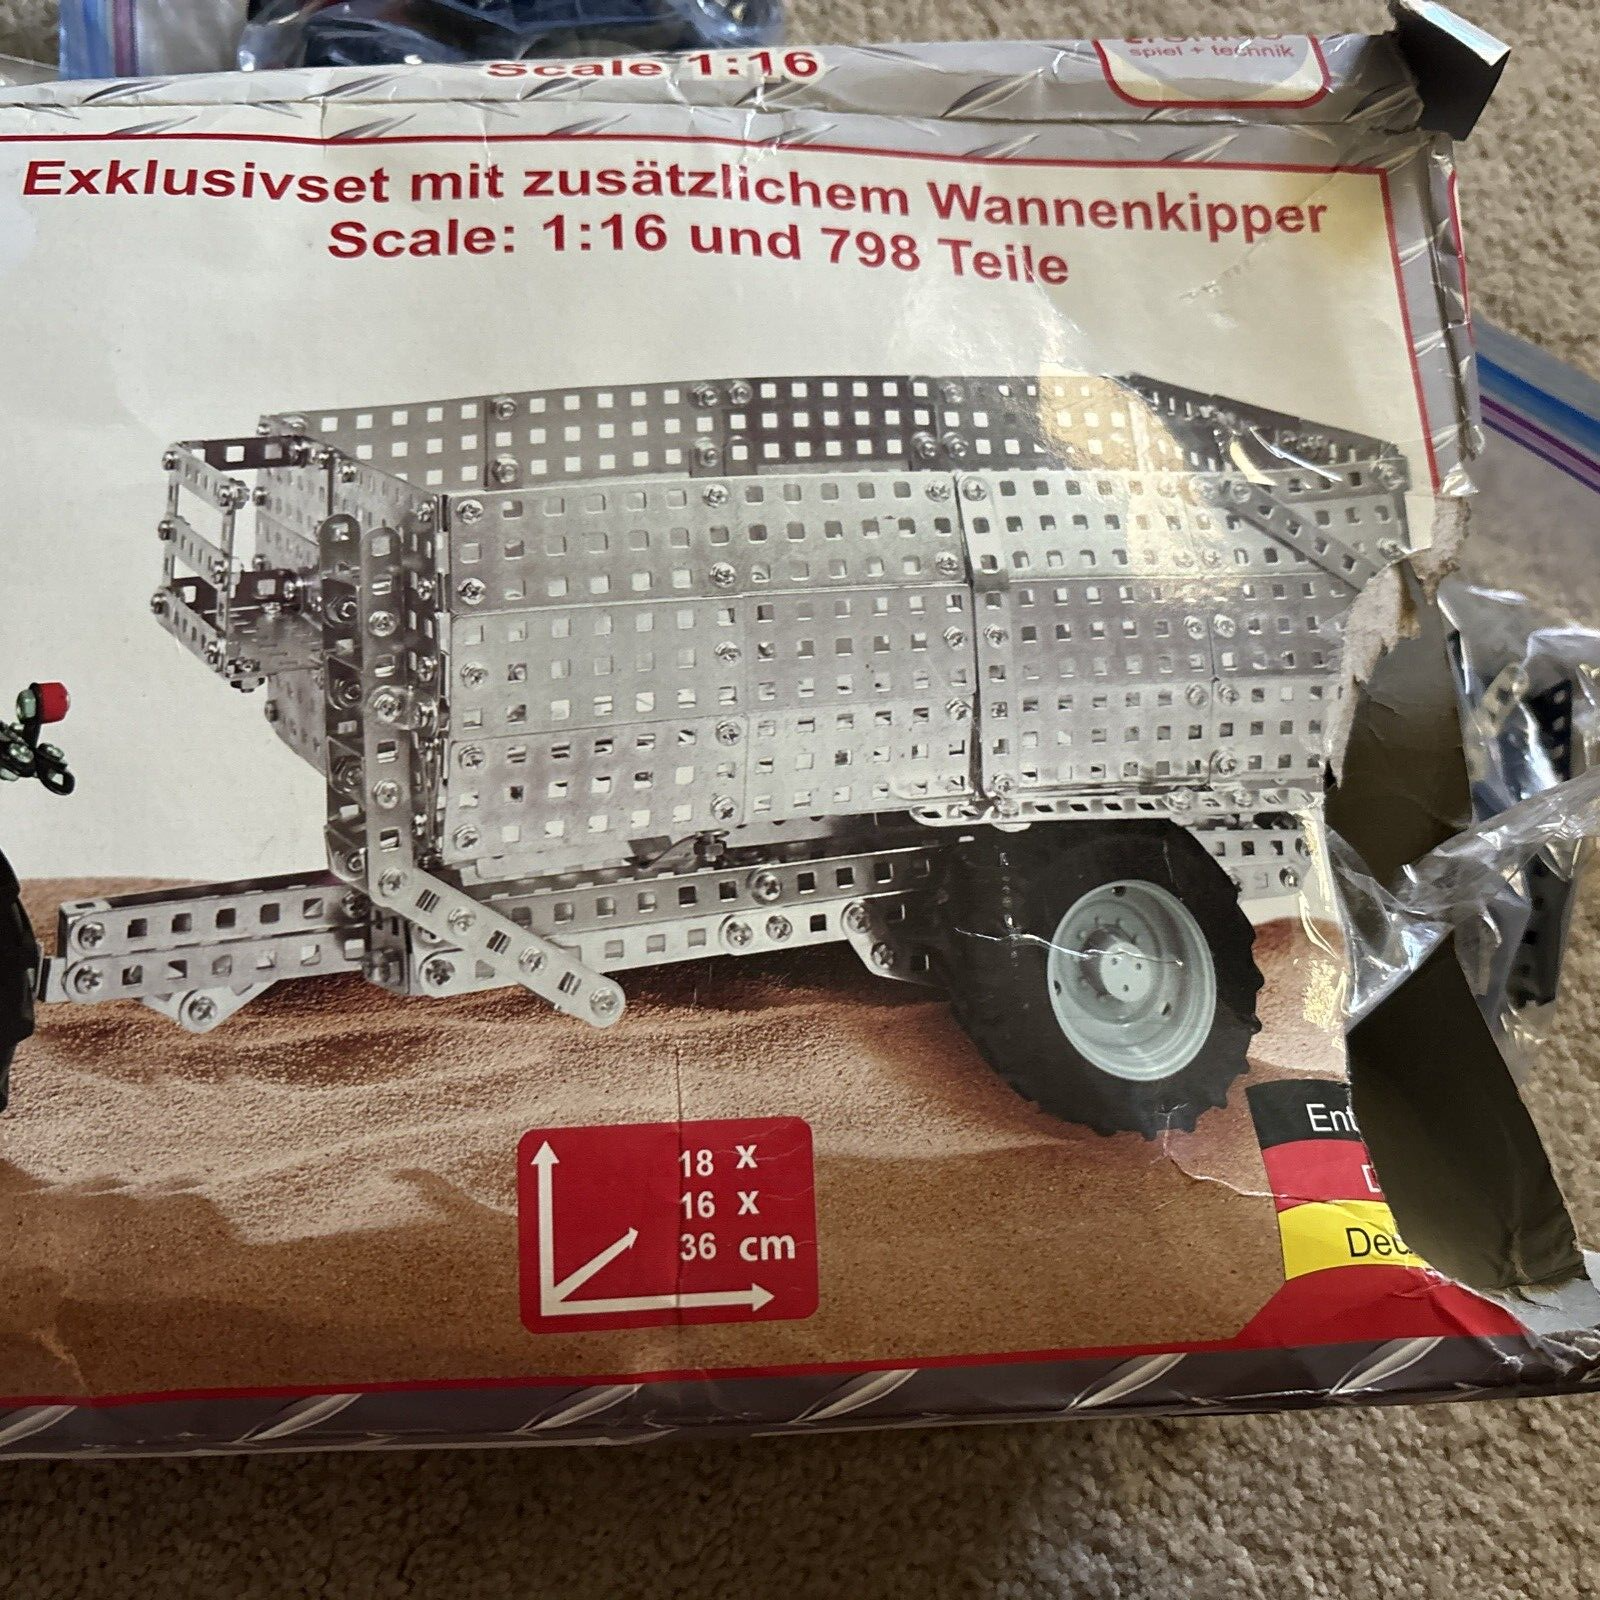 Scale 1:16
spiel + technik
Exklusivset mit zusätzlichem Wannenkipper
Scale: 1:16 und 798 Teile
18 x
16 x
36 cm